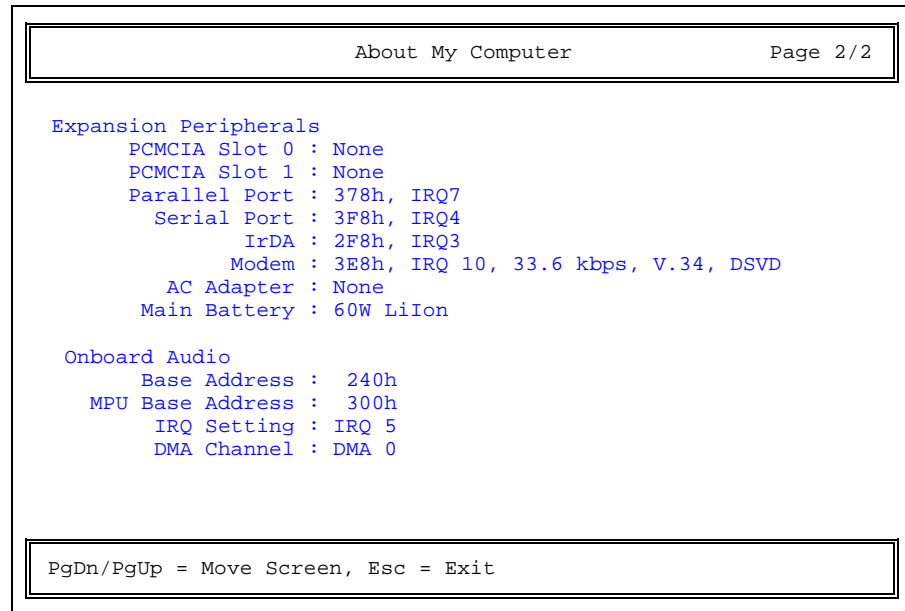 About My Computer Page 2/2
Expansion Peripherals
PCMCIA Slot 0 : None
PCMCIA Slot 1 : None
Parallel Port : 378h, IRQ7
Serial Port : 3F8h, IRQ4
IrDA : 2F8h, IRQ3
Modem : 3E8h, IRQ 10, 33.6 kbps, V.34, DSVD
AC Adapter : None
Main Battery : 60W LiIon
Onboard Audio
Base Address : 240h
MPU Base Address : 300h
IRQ Setting : IRQ 5
DMA Channel : DMA 0
PgDn/PgUp = Move Screen, Esc = Exit